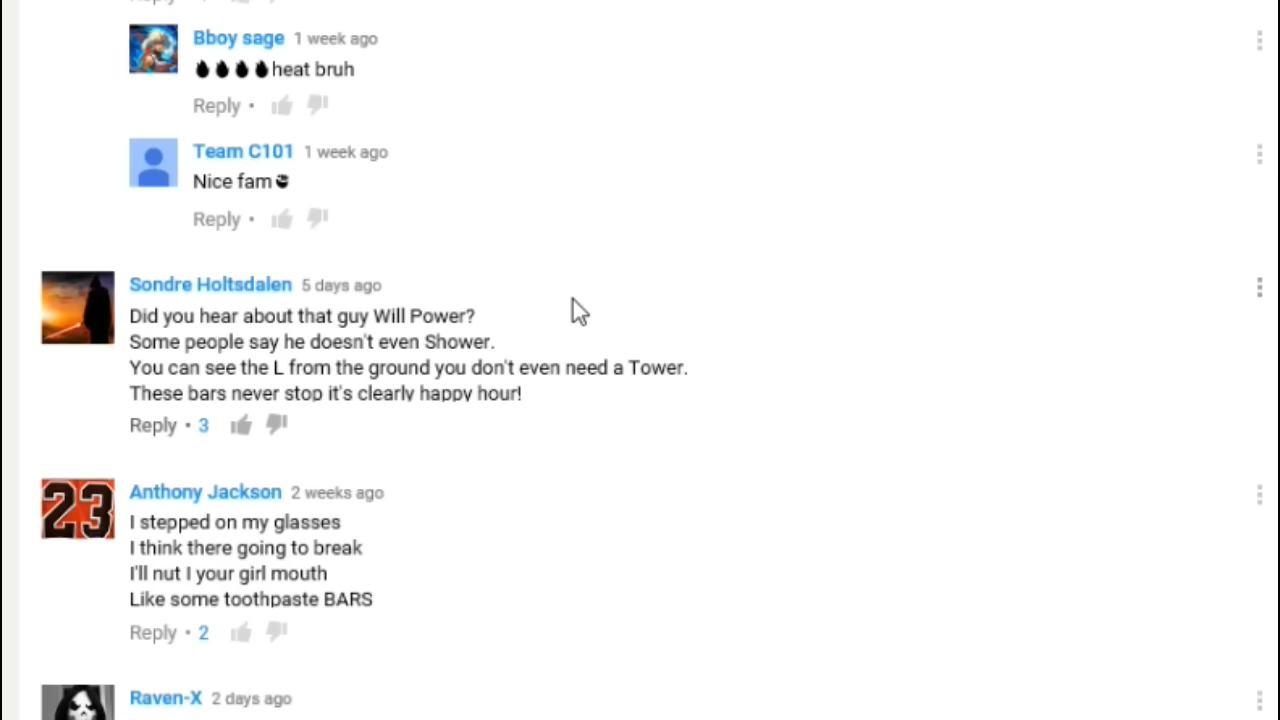 Reply
Bboy sage 1 week ago
🔥🔥🔥🔥heat bruh
Reply •
Team C101 1 week ago
Nice fam
Reply •
Sondre Holtsdalen 5 days ago
Did you hear about that guy Will Power?
Some people say he doesn't even Shower.
You can see the L from the ground you don't even need a Tower.
These bars never stop it's clearly happy hour!
Reply • 3
23
Anthony Jackson 2 weeks ago
I stepped on my glasses
I think there going to break
I'll nut I your girl mouth
Like some toothpaste BARS
Reply • 2
Raven-X 2 days ago